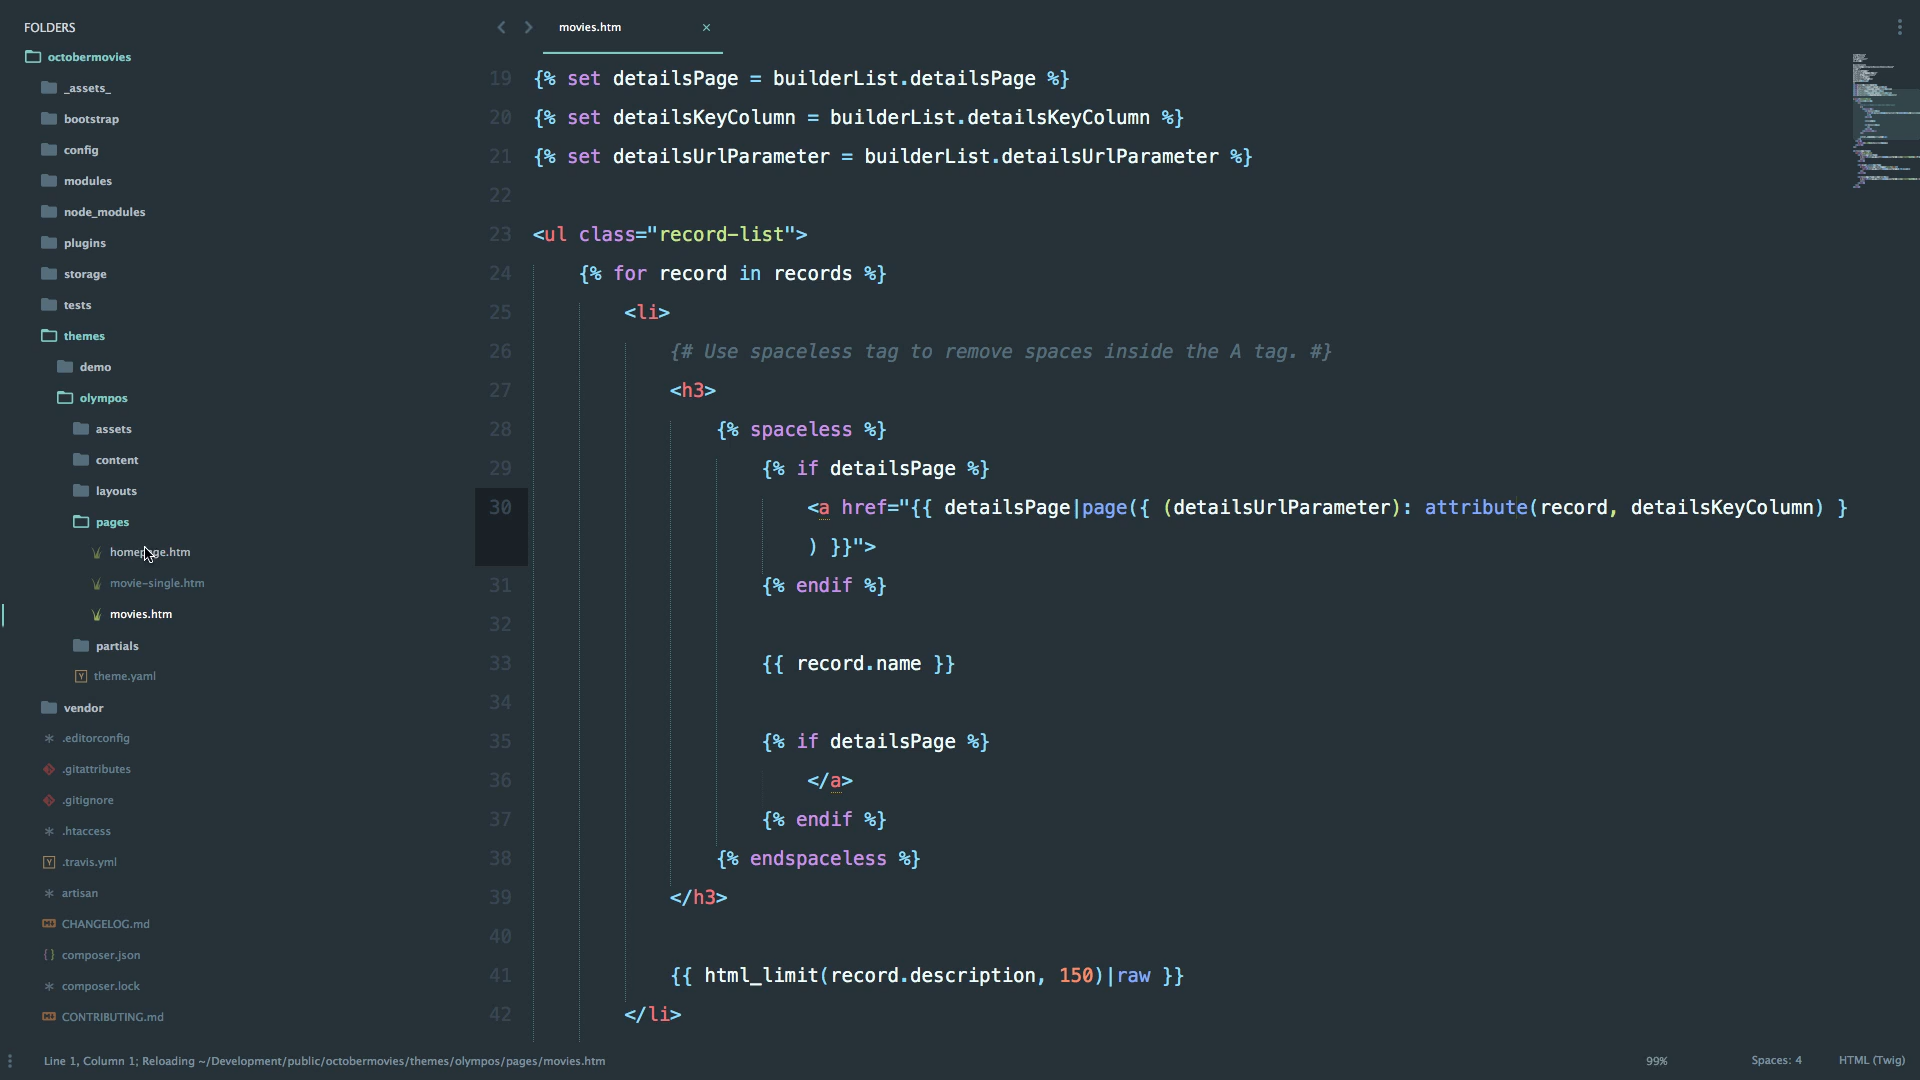 FOLDERS
octobermovies
_assets_
bootstrap
config
modules
node_modules
plugins
storage
tests
themes
demo
olympos
assets
content
layouts
pages
homepage.htm
movie-single.htm
movies.htm
partials
theme.yaml
vendor
.editorconfig
.gitattributes
.gitignore
.htaccess
.travis.yml
artisan
CHANGELOG.md
composer.json
composer.lock
CONTRIBUTING.md
movies.htm ×
19 {% set detailsPage = builderList.detailsPage %}
20 {% set detailsKeyColumn = builderList.detailsKeyColumn %}
21 {% set detailsUrlParameter = builderList.detailsUrlParameter %}
22
23 <ul class="record-list">
24 {% for record in records %}
25 <li>
26 {# Use spaceless tag to remove spaces inside the A tag. #}
27 <h3>
28 {% spaceless %}
29 {% if detailsPage %}
30 <a href="{{ detailsPage|page({ (detailsUrlParameter): attribute(record, detailsKeyColumn) }
) }}">
31 {% endif %}
32
33 {{ record.name }}
34
35 {% if detailsPage %}
36 </a>
37 {% endif %}
38 {% endspaceless %}
39 </h3>
40
41 {{ html_limit(record.description, 150)|raw }}
42 </li>
Line 1, Column 1; Reloading ~/Development/public/octobermovies/themes/olympos/pages/movies.htm
99%
Spaces: 4
HTML (Twig)